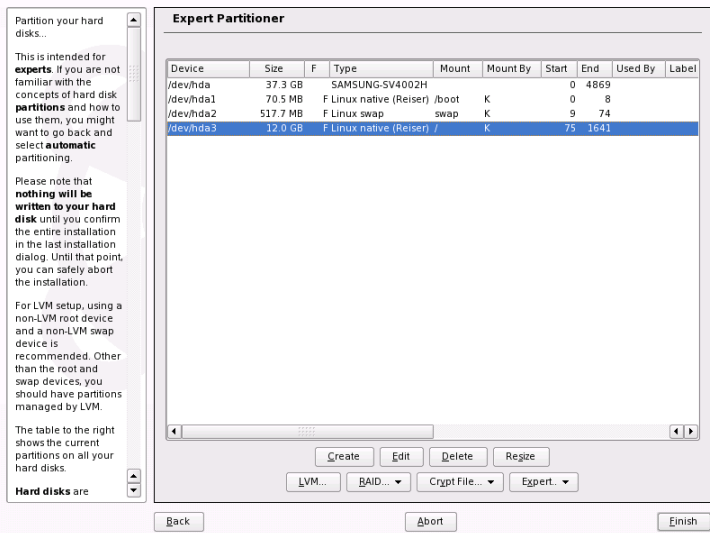 Partition your hard
disks...
This is intended for
experts. If you are not
familiar with the
concepts of hard disk
partitions and how to
use them, you might
want to go back and
select automatic
partitioning.
Please note that
nothing will be
written to your hard
disk until you confirm
the entire installation
in the last installation
dialog. Until that point,
you can safely abort
the installation.
For LVM setup, using a
non-LVM root device
and a non-LVM swap
device is
recommended. Other
than the root and
swap devices, you
should have partitions
managed by LVM.
The table to the right
shows the current
partitions on all your
hard disks.
Hard disks are
Expert Partitioner
Device Size F Type Mount Mount By Start End Used By Label
/dev/hda 37.3 GB SAMSUNG-SV4002H 0 4869
/dev/hda1 70.5 MB F Linux native (Reiser) /boot K 0 8
/dev/hda2 517.7 MB F Linux swap swap K 9 74
/dev/hda3 12.0 GB F Linux native (Reiser) / K 75 1641
Create Edit Delete Resize
LVM... RAID... Crypt File... Expert..
Back Abort Finish